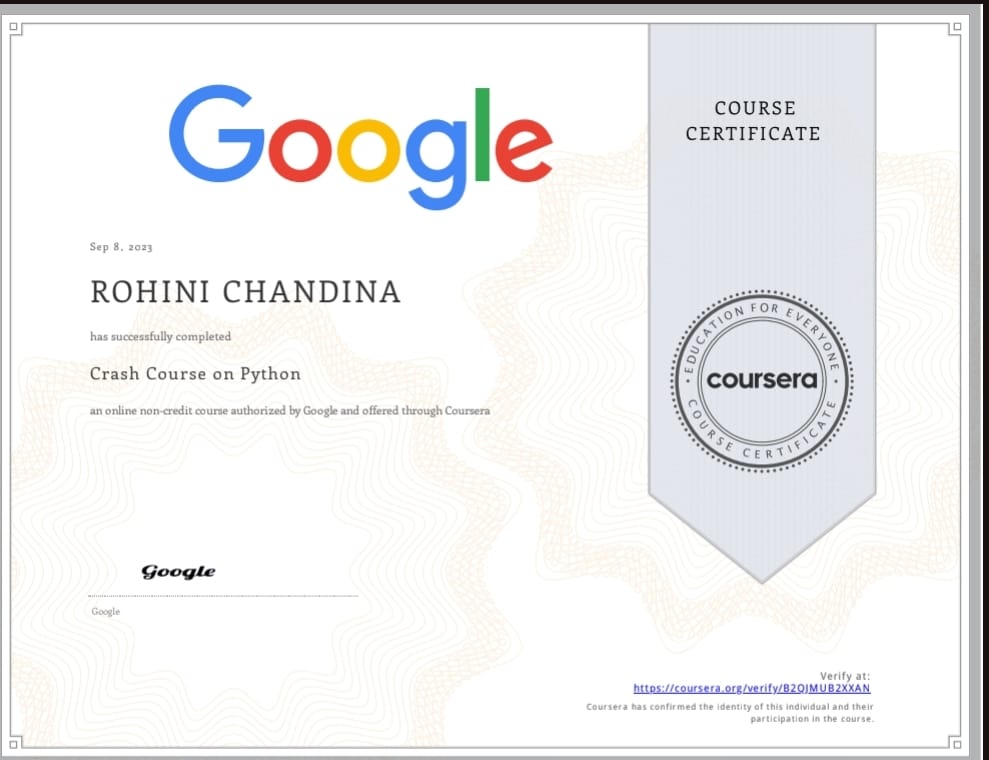 Google
COURSE
CERTIFICATE
Sep 8, 2023
ROHINI CHANDINA
has successfully completed
Crash Course on Python
an online non-credit course authorized by Google and offered through Coursera
EDUCATION FOR EVERYONE
coursera
COURSE CERTIFICATE
Google
Google
Verify at:
https://coursera.org/verify/B2QJMUB2XXAN
Coursera has confirmed the identity of this individual and their
participation in the course.